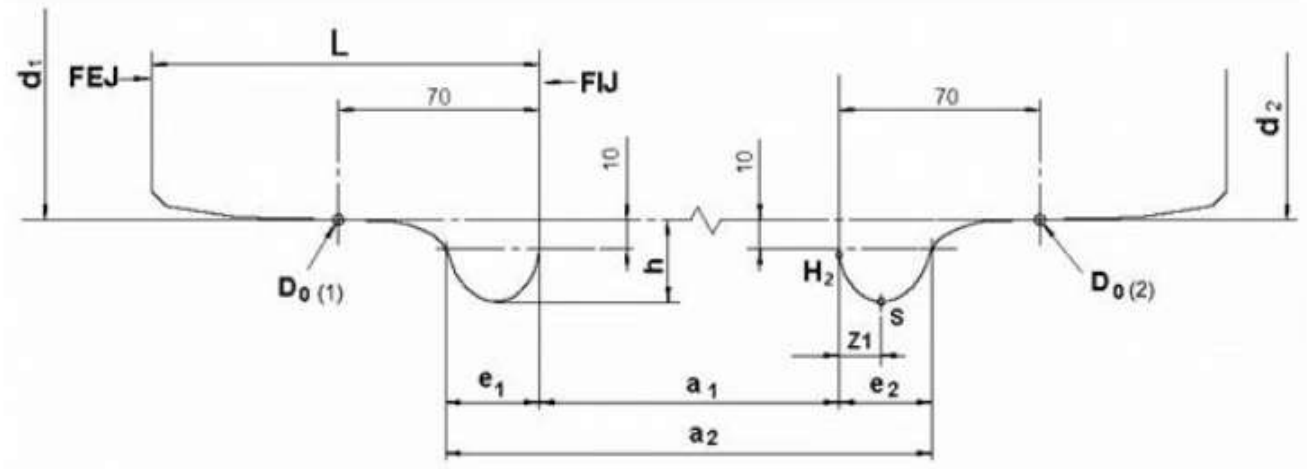 L
d₁
FEJ
FIJ
70
70
d₂
10
10
h
H₂
D₀ (1)
D₀ (2)
S
Z1
e₁
a₁
e₂
a₂